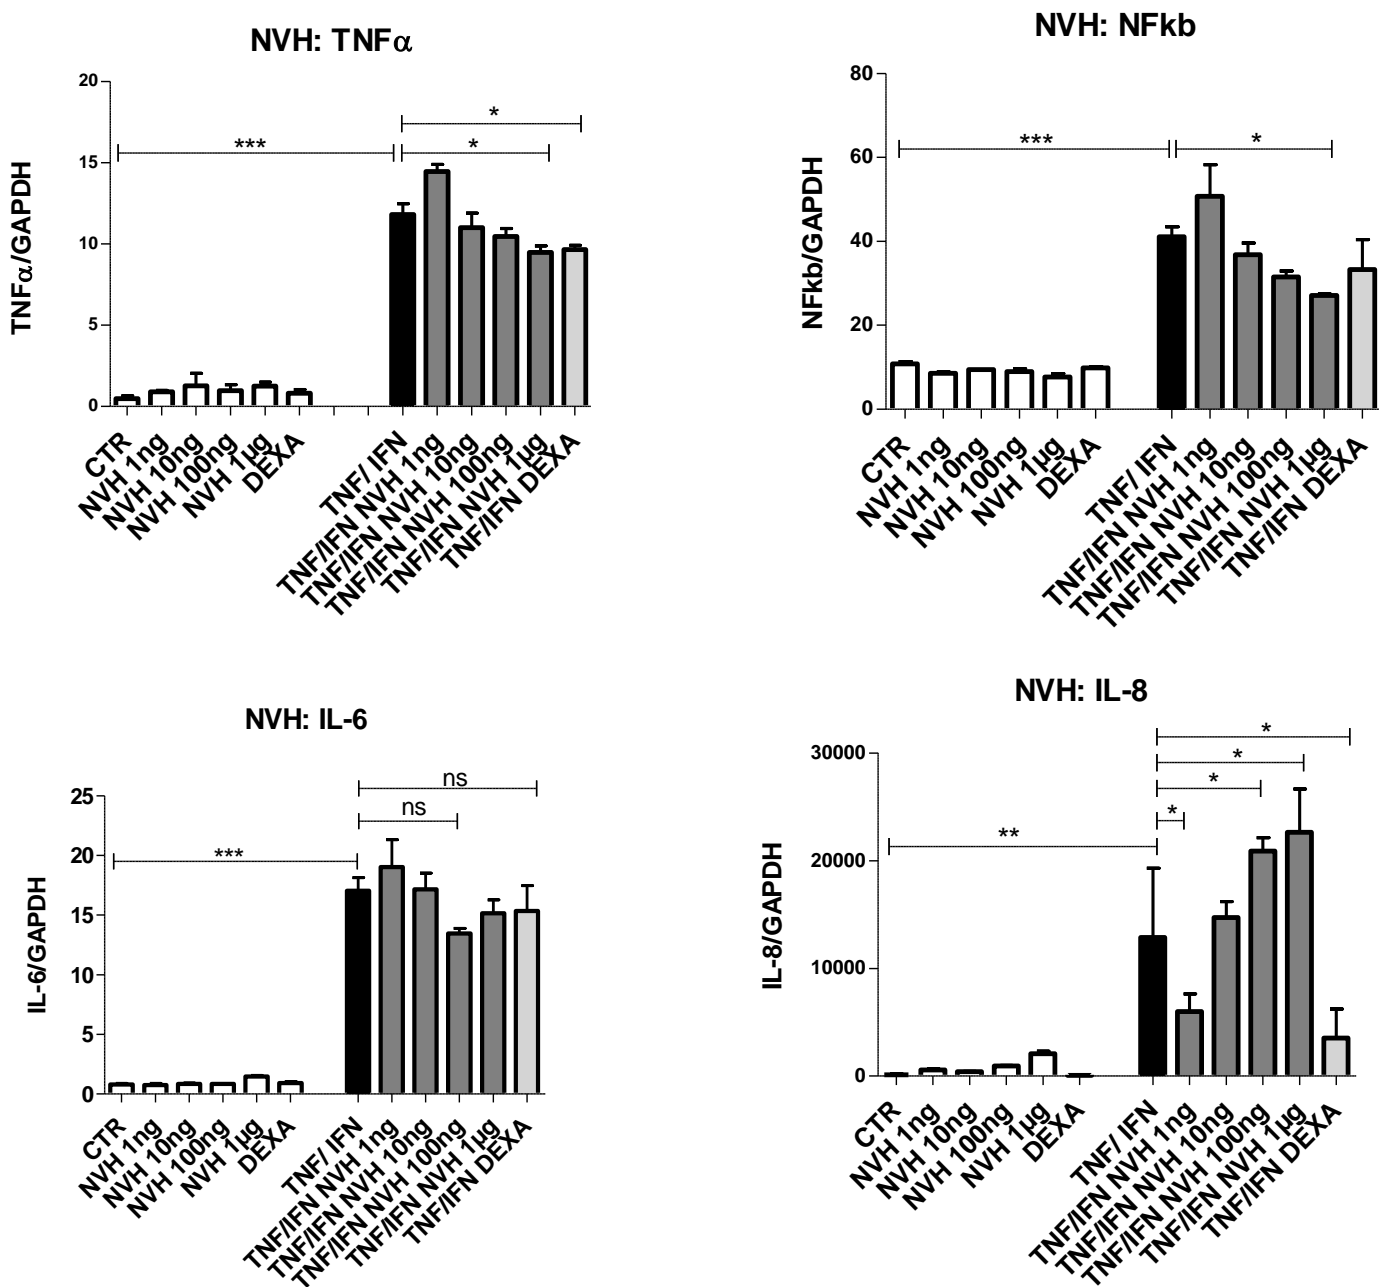 NVH: TNFα
TNFα/GAPDH
20
15
10
5
0
***
*
*
CTR
NVH 1ng
NVH 10ng
NVH 100ng
NVH 1µg
DEXA
TNF/ IFN
TNF/IFN NVH 1ng
TNF/IFN NVH 10ng
TNF/IFN NVH 100ng
TNF/IFN NVH 1µg
TNF/IFN DEXA
NVH: NFkb
NFkb/GAPDH
80
60
40
20
0
***
*
CTR
NVH 1ng
NVH 10ng
NVH 100ng
NVH 1µg
DEXA
TNF/ IFN
TNF/IFN NVH 1ng
TNF/IFN NVH 10ng
TNF/IFN NVH 100ng
TNF/IFN NVH 1µg
TNF/IFN DEXA
NVH: IL-6
IL-6/GAPDH
25
20
15
10
5
0
***
ns
ns
CTR
NVH 1ng
NVH 10ng
NVH 100ng
NVH 1µg
DEXA
TNF/ IFN
TNF/IFN NVH 1ng
TNF/IFN NVH 10ng
TNF/IFN NVH 100ng
TNF/IFN NVH 1µg
TNF/IFN DEXA
NVH: IL-8
IL-8/GAPDH
30000
20000
10000
0
**
*
*
*
*
CTR
NVH 1ng
NVH 10ng
NVH 100ng
NVH 1µg
DEXA
TNF/ IFN
TNF/IFN NVH 1ng
TNF/IFN NVH 10ng
TNF/IFN NVH 100ng
TNF/IFN NVH 1µg
TNF/IFN DEXA